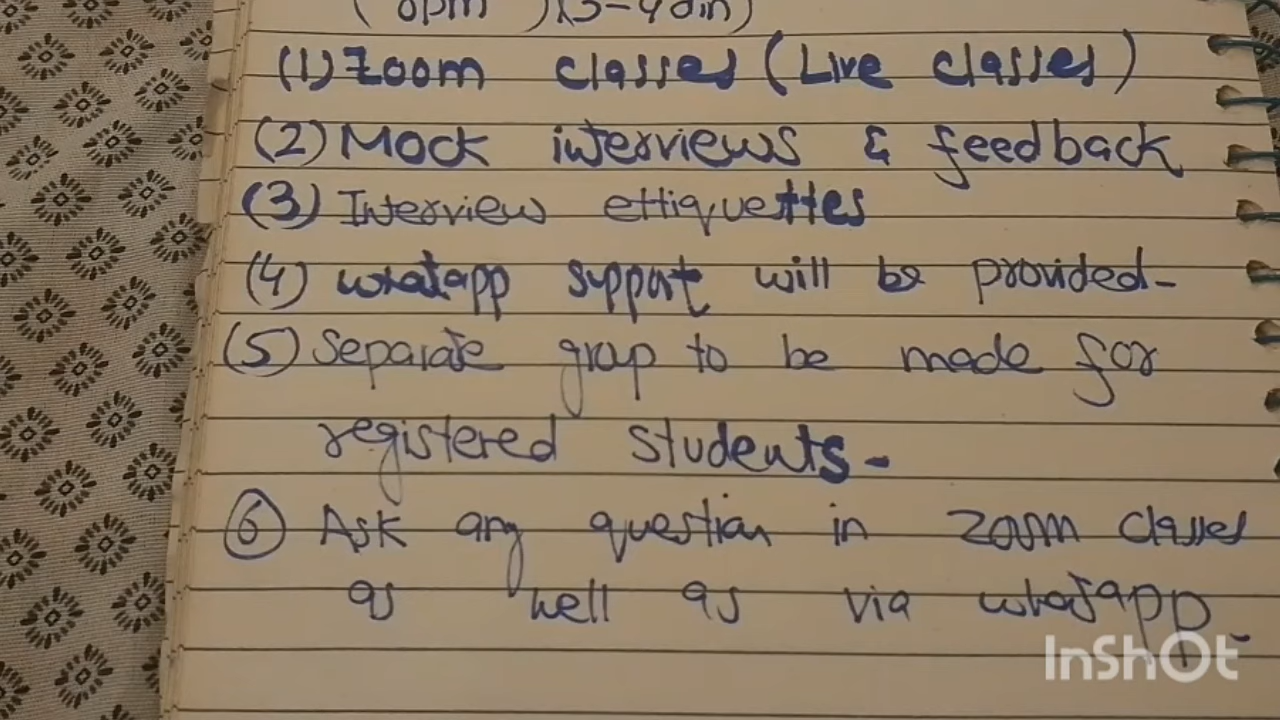 (1) Zoom classes (Live classes)
(2) Mock interviews & feedback
(3) Interview ettiquettes
(4) whatapp support will be provided-
(5) Separate grop to be made for
registered students-
6 Ask any question in zoom classes
as well as via whatsapp-
InShOt